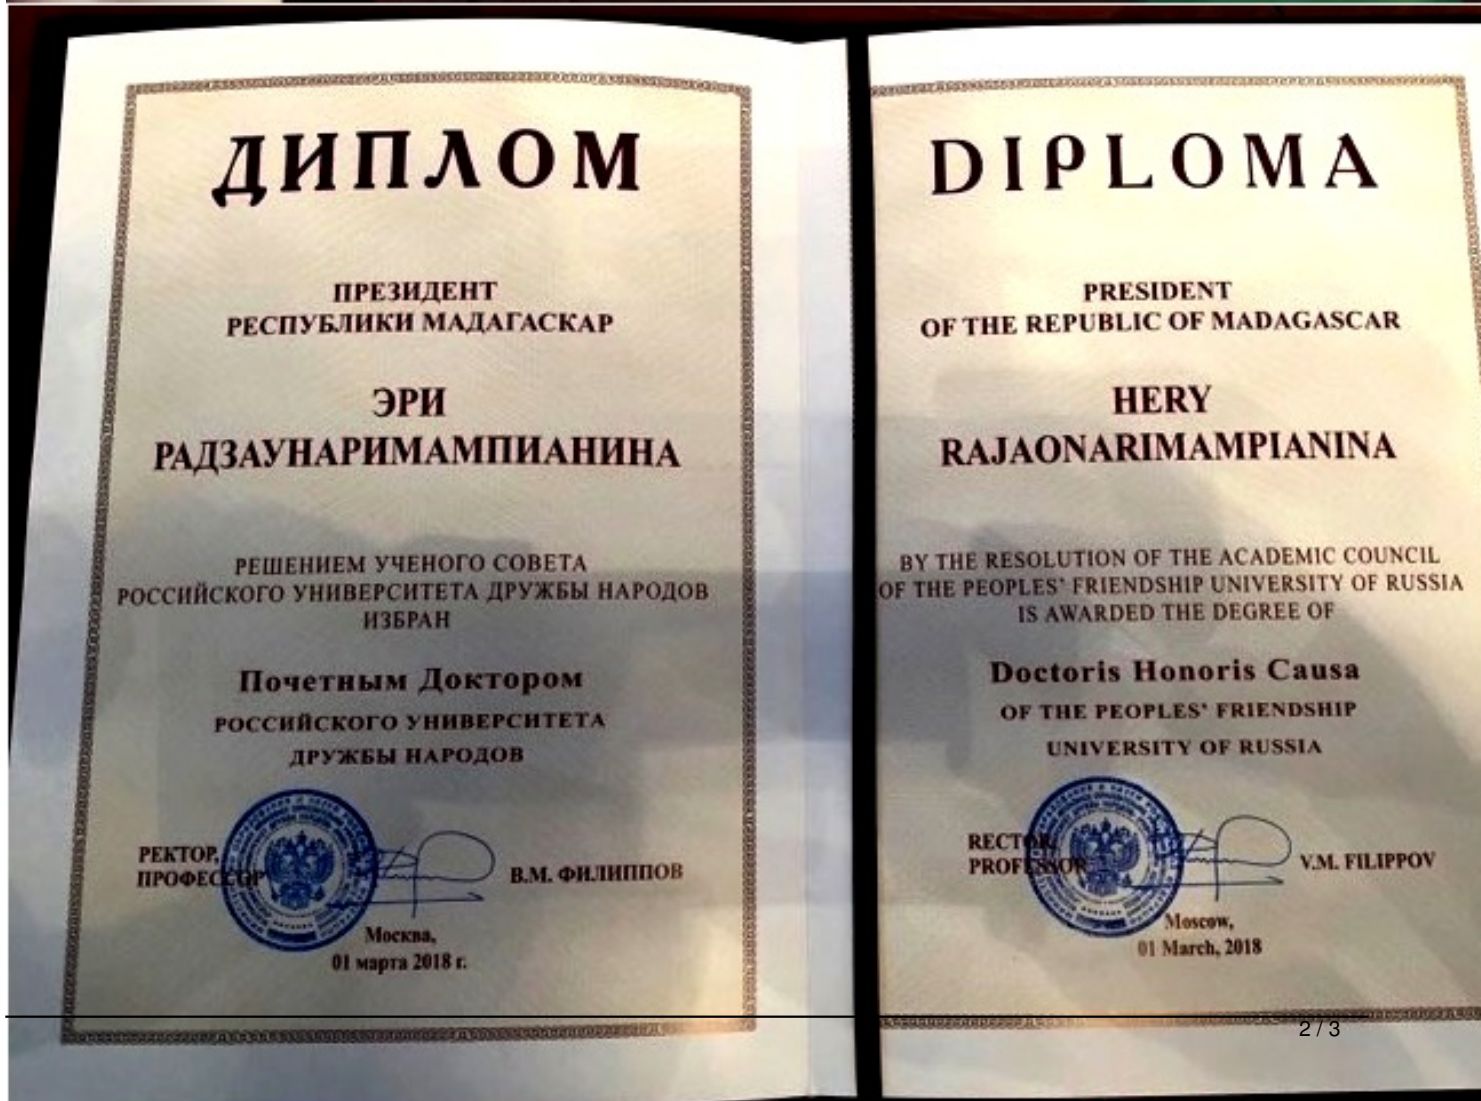 ДИПЛОМ
ПРЕЗИДЕНТ
РЕСПУБЛИКИ МАДАГАСКАР
ЭРИ
РАДЗАУНАРИМАМПИАНИНА
РЕШЕНИЕМ УЧЕНОГО СОВЕТА
РОССИЙСКОГО УНИВЕРСИТЕТА ДРУЖБЫ НАРОДОВ
ИЗБРАН
Почетным Доктором
РОССИЙСКОГО УНИВЕРСИТЕТА
ДРУЖБЫ НАРОДОВ
РЕКТОР,
ПРОФЕССОР
В.М. ФИЛИППОВ
Москва,
01 марта 2018 г.
DIPLOMA
PRESIDENT
OF THE REPUBLIC OF MADAGASCAR
HERY
RAJAONARIMAMPIANINA
BY THE RESOLUTION OF THE ACADEMIC COUNCIL
OF THE PEOPLES' FRIENDSHIP UNIVERSITY OF RUSSIA
IS AWARDED THE DEGREE OF
Doctoris Honoris Causa
OF THE PEOPLES' FRIENDSHIP
UNIVERSITY OF RUSSIA
RECTOR,
PROFESSOR
V.M. FILIPPOV
Moscow,
01 March, 2018
2 / 3